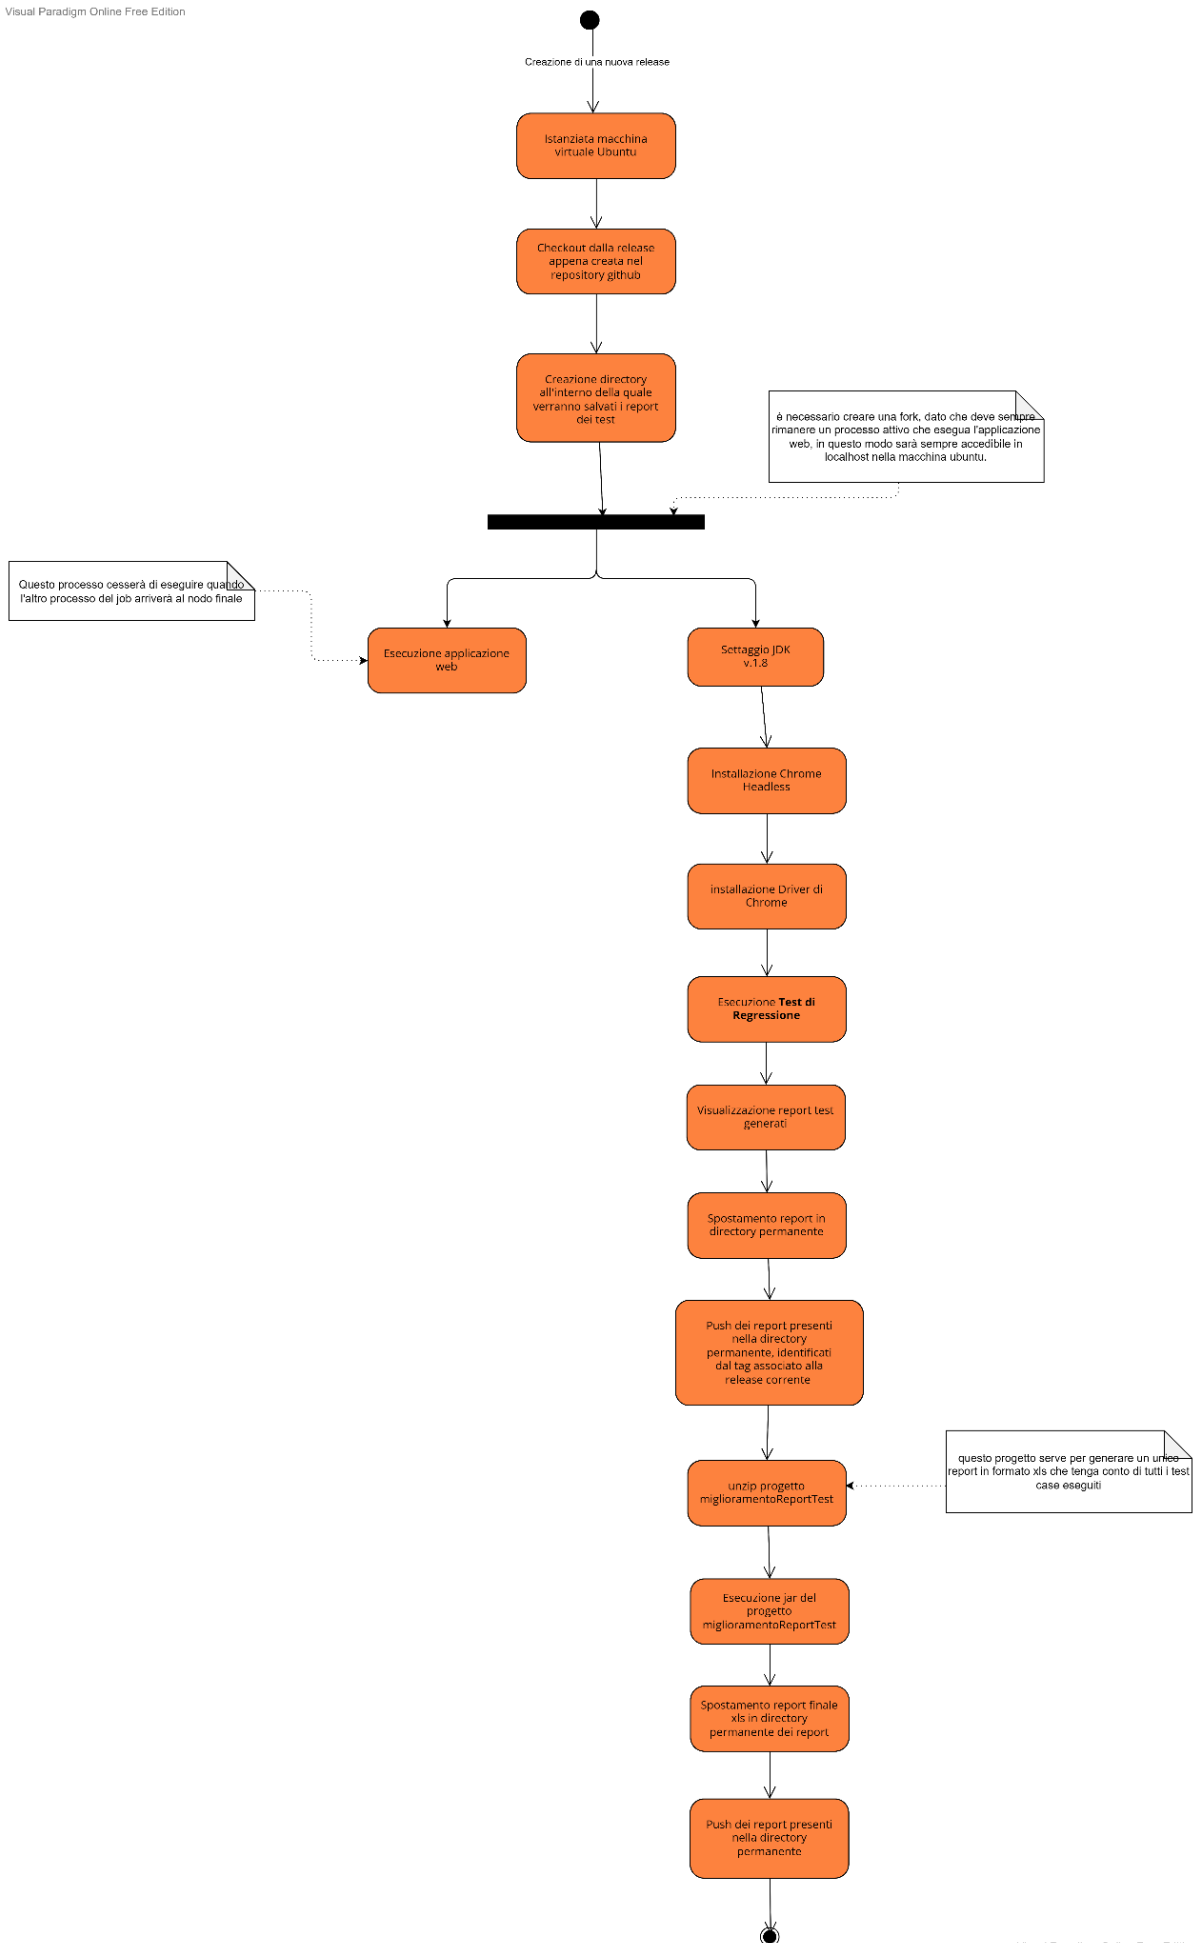 Visual Paradigm Online Free Edition
Creazione di una nuova release
Istanziata macchina
virtuale Ubuntu
Checkout dalla release
appena creata nel
repository github
Creazione directory
all'interno della quale
verranno salvati i report
dei test
è necessario creare una fork, dato che deve sempre
rimanere un processo attivo che esegua l'applicazione
web, in questo modo sarà sempre accedibile in
localhost nella macchina ubuntu.
Questo processo cesserà di eseguire quando
l'altro processo del job arriverà al nodo finale
Esecuzione applicazione
web
Settaggio JDK
v.1.8
Installazione Chrome
Headless
installazione Driver di
Chrome
Esecuzione Test di
Regressione
Visualizzazione report test
generati
Spostamento report in
directory permanente
Push dei report presenti
nella directory
permanente, identificati
dal tag associato alla
release corrente
questo progetto serve per generare un unico
report in formato xls che tenga conto di tutti i test
case eseguiti
unzip progetto
miglioramentoReportTest
Esecuzione jar del
progetto
miglioramentoReportTest
Spostamento report finale
xls in directory
permanente dei report
Push dei report presenti
nella directory
permanente